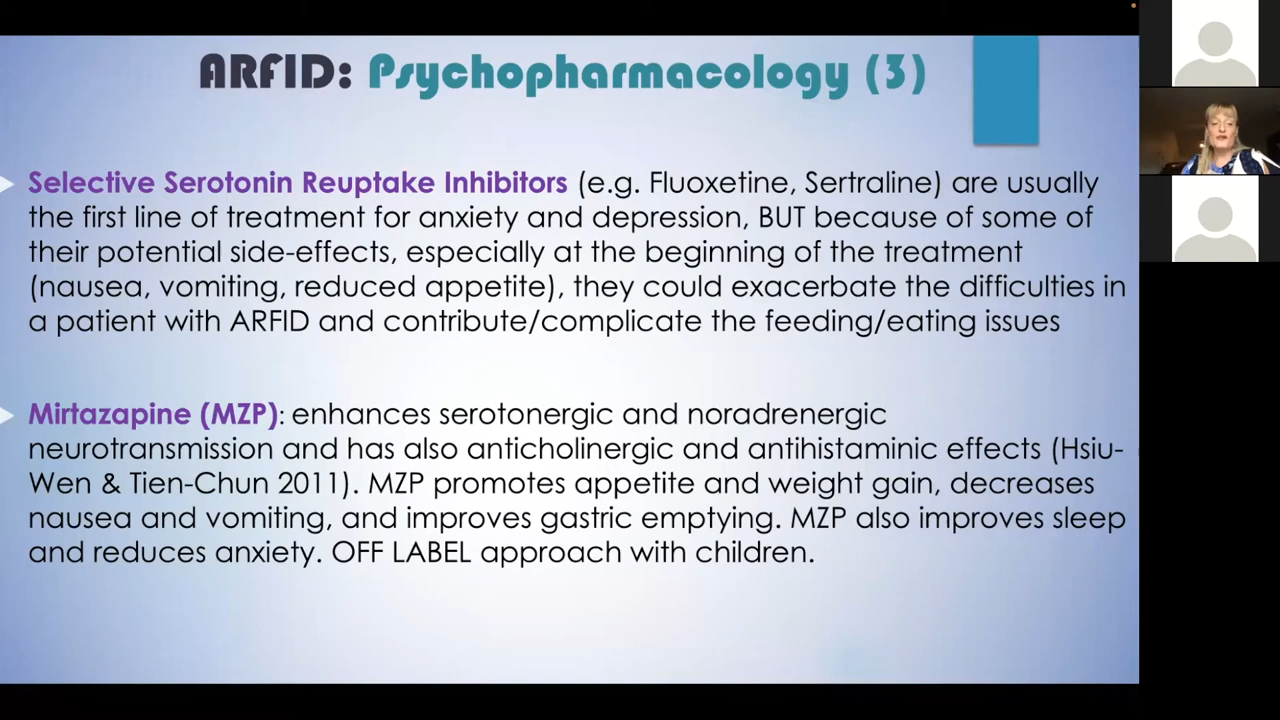 ARFID: Psychopharmacology (3)
Selective Serotonin Reuptake Inhibitors (e.g. Fluoxetine, Sertraline) are usually
the first line of treatment for anxiety and depression, BUT because of some of
their potential side-effects, especially at the beginning of the treatment
(nausea, vomiting, reduced appetite), they could exacerbate the difficulties in
a patient with ARFID and contribute/complicate the feeding/eating issues
Mirtazapine (MZP): enhances serotonergic and noradrenergic
neurotransmission and has also anticholinergic and antihistaminic effects (Hsiu-
Wen & Tien-Chun 2011). MZP promotes appetite and weight gain, decreases
nausea and vomiting, and improves gastric emptying. MZP also improves sleep
and reduces anxiety. OFF LABEL approach with children.